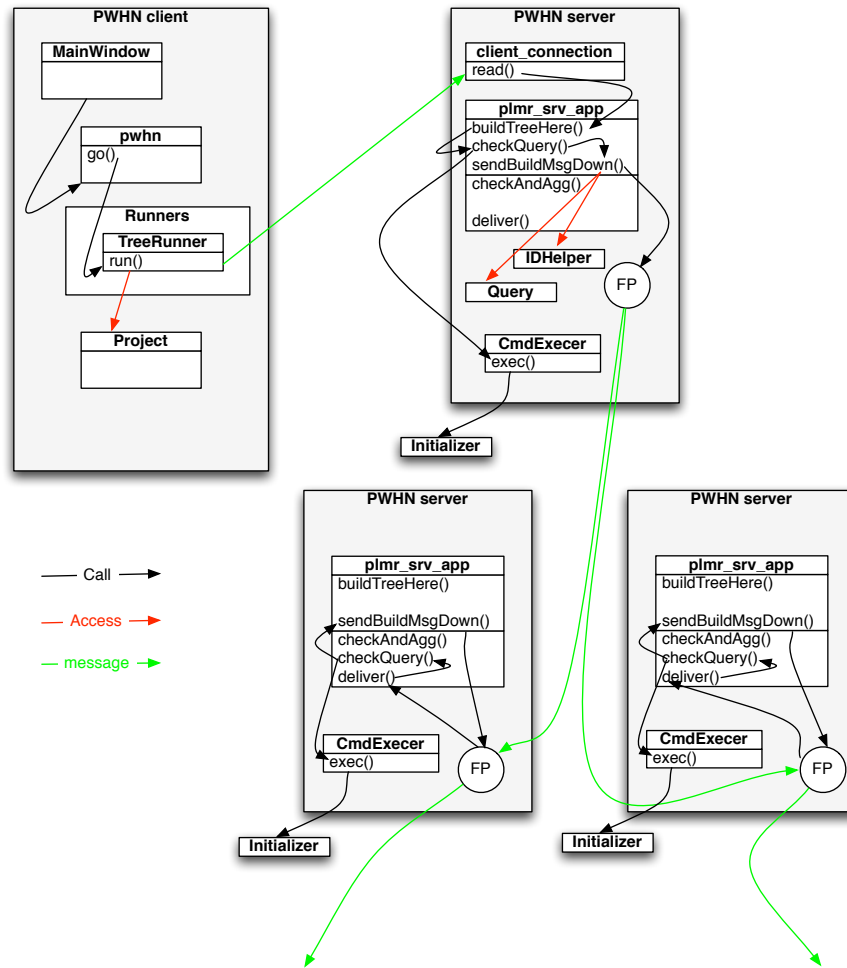 PWHN client
MainWindow
pwhn
go()
Runners
TreeRunner
run()
Project
PWHN server
client_connection
read()
plmr_srv_app
buildTreeHere()
checkQuery()
sendBuildMsgDown()
checkAndAgg()
deliver()
IDHelper
Query
FP
CmdExecer
exec()
Initializer
Call
Access
message
PWHN server
plmr_srv_app
buildTreeHere()
sendBuildMsgDown()
checkAndAgg()
checkQuery()
deliver()
CmdExecer
exec()
FP
Initializer
PWHN server
plmr_srv_app
buildTreeHere()
sendBuildMsgDown()
checkAndAgg()
checkQuery()
deliver()
CmdExecer
exec()
FP
Initializer